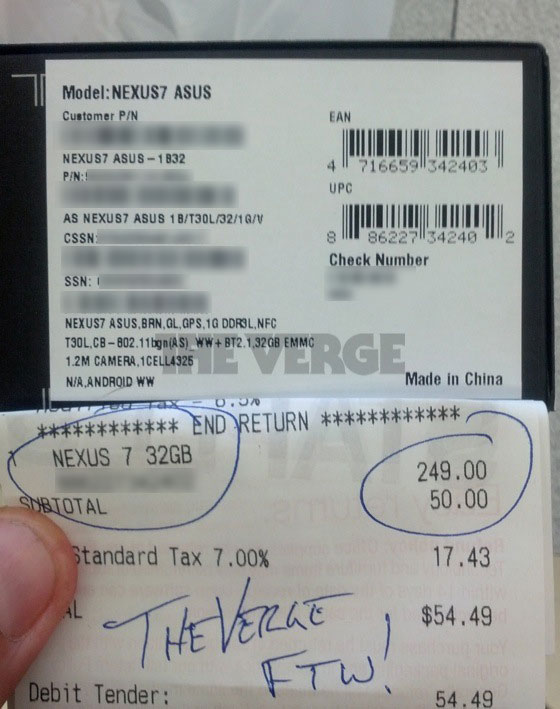 Model:NEXUS7 ASUS
Customer P/N
NEXUS7 ASUS-1B32
P/N:
AS NEXUS7 ASUS 1B/T30L/32/1G/V
CSSN:
SSN:
NEXUS7 ASUS,BRN,GL,GPS,1G DDR3L,NFC
T30L,CB-802.11bgn(AS)_WW+BT2.1,32GB EMMC
1.2M CAMERA,1CELL4325
N/A,ANDROID WW
EAN
4 716659 342403
UPC
8 86227 34240 2
Check Number
THE VERGE
Made in China
Tax - 6.5%
************ END RETURN ************
NEXUS 7 32GB 249.00
SUBTOTAL 50.00
Standard Tax 7.00% 17.43
AL $54.49
THE VERGE
FTW!
Debit Tender: 54.49